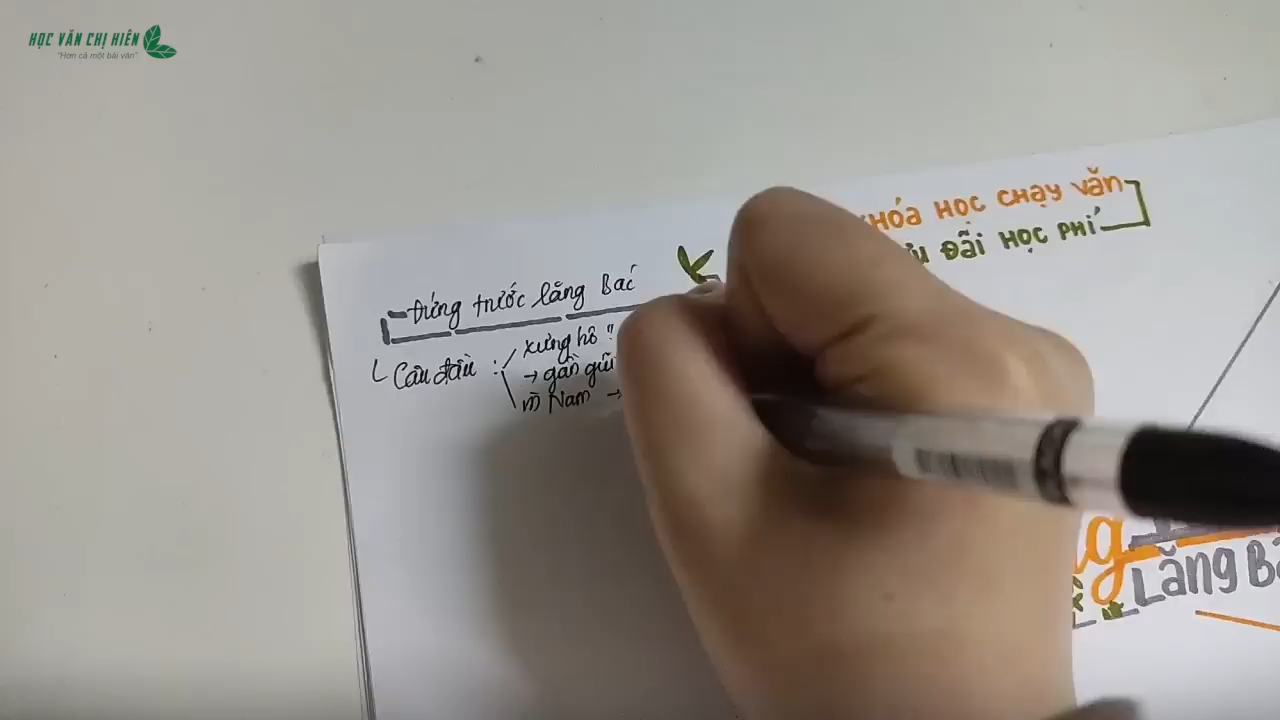 HỌC VĂN CHỊ HIÊN
"Hơn cả một bài văn"
KHÓA HỌC CHẠY VĂN
ĐÃI HỌC PHÍ
Đứng trước lăng Bác
Câu đầu :
xưng hô "
→ gần gũi
m Nam →
Lăng